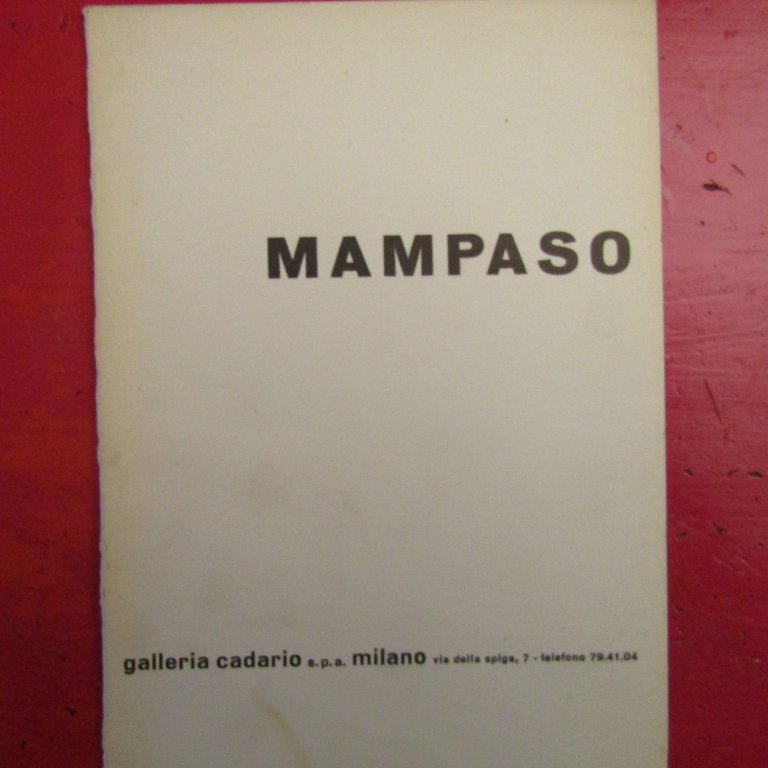 MAMPASO
galleria cadario s.p.a. milano via della spiga, 7 - telefono 79.41.04